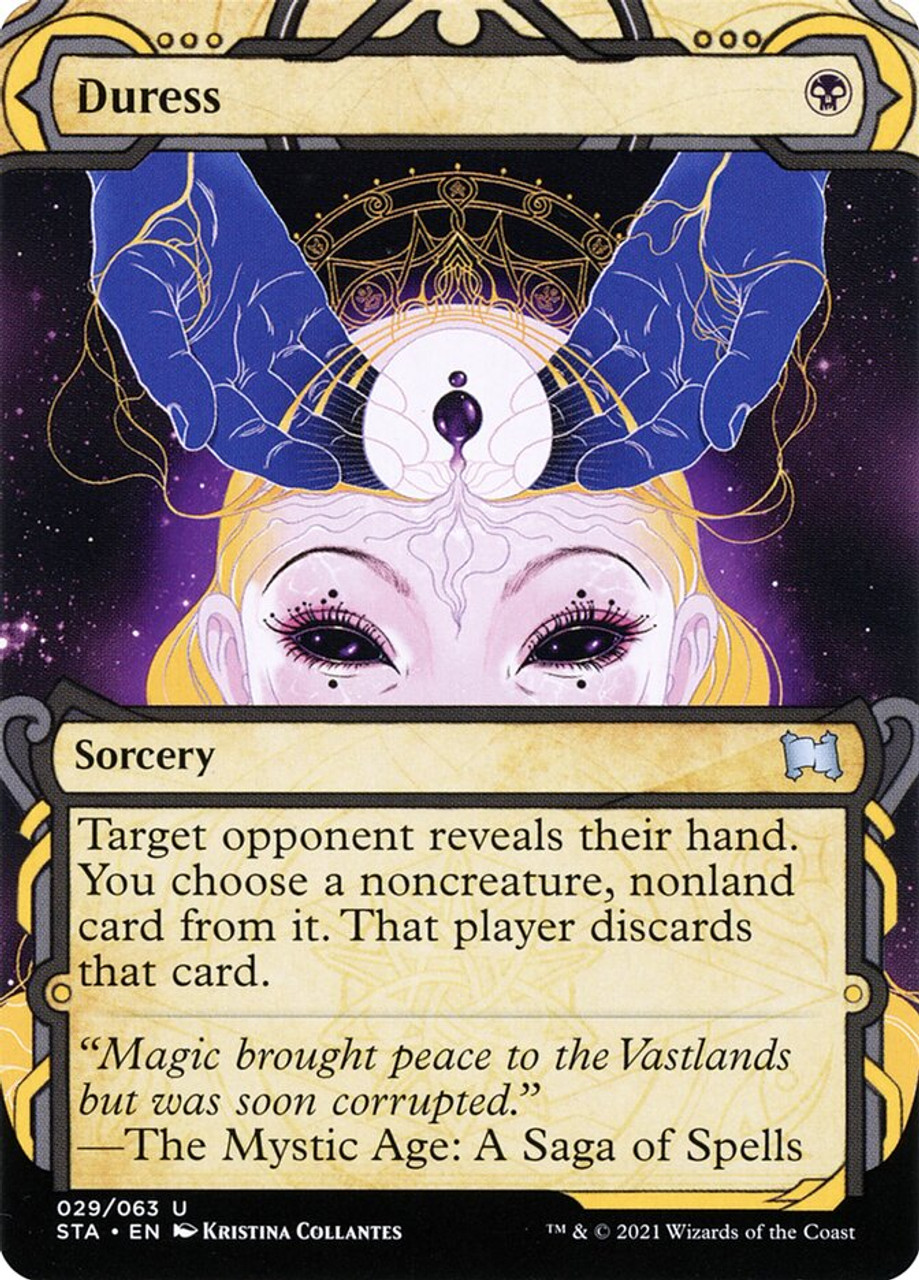 Duress
Sorcery
Target opponent reveals their hand.
You choose a noncreature, nonland
card from it. That player discards
that card.
“Magic brought peace to the Vastlands
but was soon corrupted.”
—The Mystic Age: A Saga of Spells
029/063 U
STA • EN Kristina Collantes
™ & © 2021 Wizards of the Coast